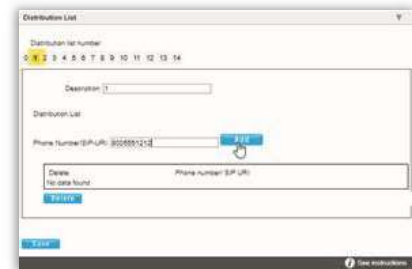 Distribution List
Distribution list number
0 1 2 3 4 5 6 7 8 9 10 11 12 13 14
Description 1
Distribution List
Phone Number(SIP-URI) 8005551212 Add
Delete Phone number/ SIP URI
No data found
Delete
Save
See instructions